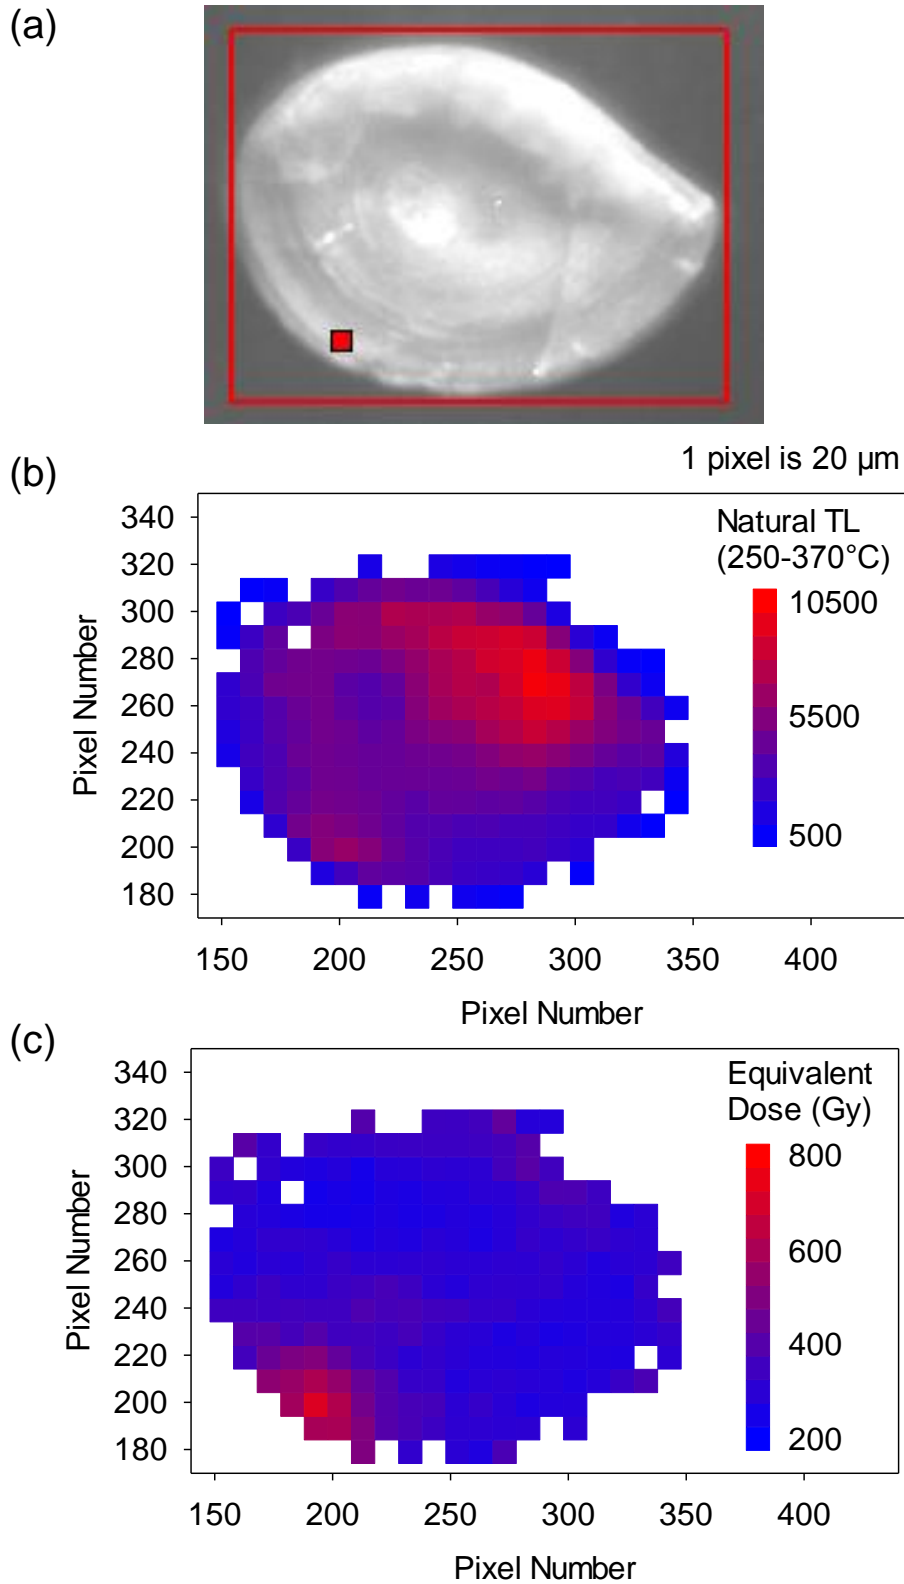 (a)
1 pixel is 20 µm
(b)
Natural TL
(250-370°C)
10500
5500
500
340
320
300
280
260
240
220
200
180
Pixel Number
150 200 250 300 350 400
Pixel Number
(c)
Equivalent
Dose (Gy)
800
600
400
200
340
320
300
280
260
240
220
200
180
Pixel Number
150 200 250 300 350 400
Pixel Number